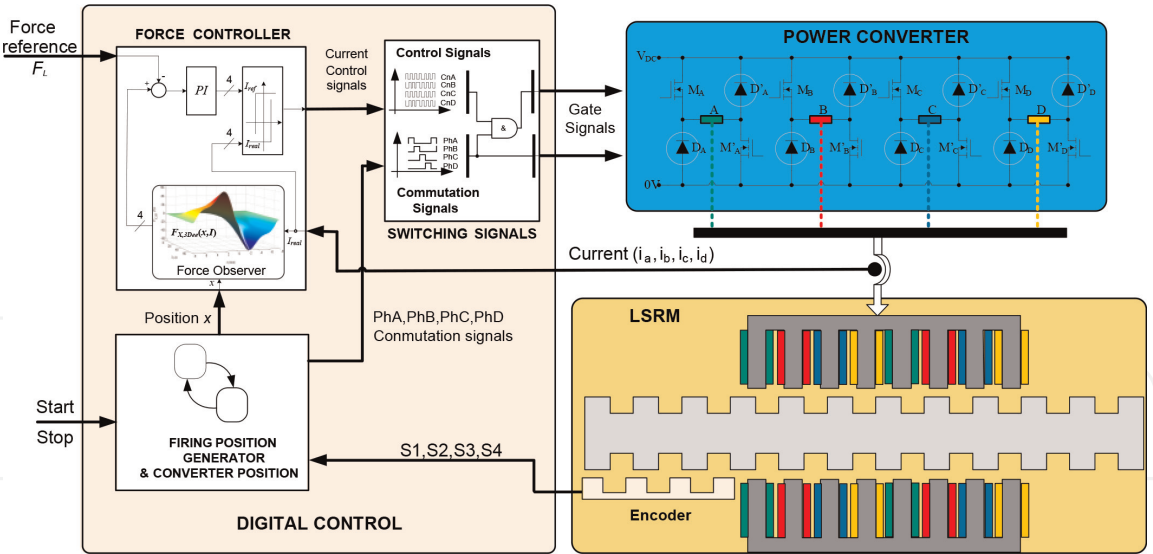 Force
reference
F_L
FORCE CONTROLLER
+
-
PI
4
I_ref
4
I_real
4
F_X,3Dee(x,I)
I_real
Force Observer
x
Position x
Current
Control
signals
Control Signals
CnA
CnB
CnC
CnD
&
PhA
PhB
PhC
PhD
Commutation
Signals
SWITCHING SIGNALS
Gate
Signals
POWER CONVERTER
V_DC
M_A
D'_A
M_B
D'_B
M_C
D'_C
M_D
D'_D
A
B
C
D
D_A
M'_A
D_B
M'_B
D_C
M'_C
D_D
M'_D
0V
Current (i_a, i_b, i_c, i_d)
PhA,PhB,PhC,PhD
Conmutation signals
Start
Stop
FIRING POSITION
GENERATOR
& CONVERTER POSITION
S1,S2,S3,S4
DIGITAL CONTROL
LSRM
Encoder